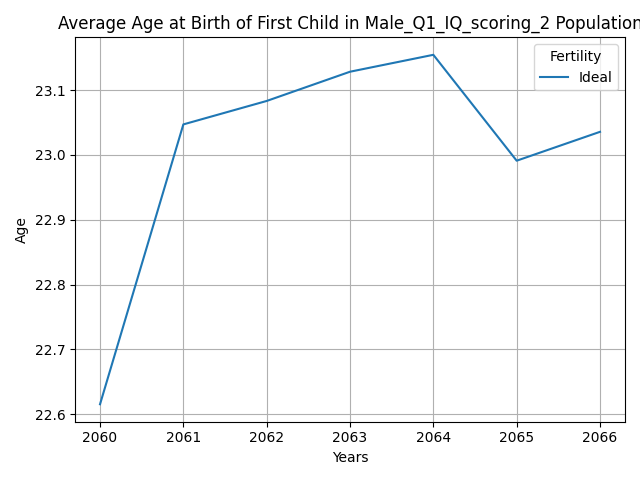 Average Age at Birth of First Child in Male_Q1_IQ_scoring_2 Population
Fertility
Ideal
23.1
23.0
22.9
22.8
22.7
22.6
Age
2060 2061 2062 2063 2064 2065 2066
Years